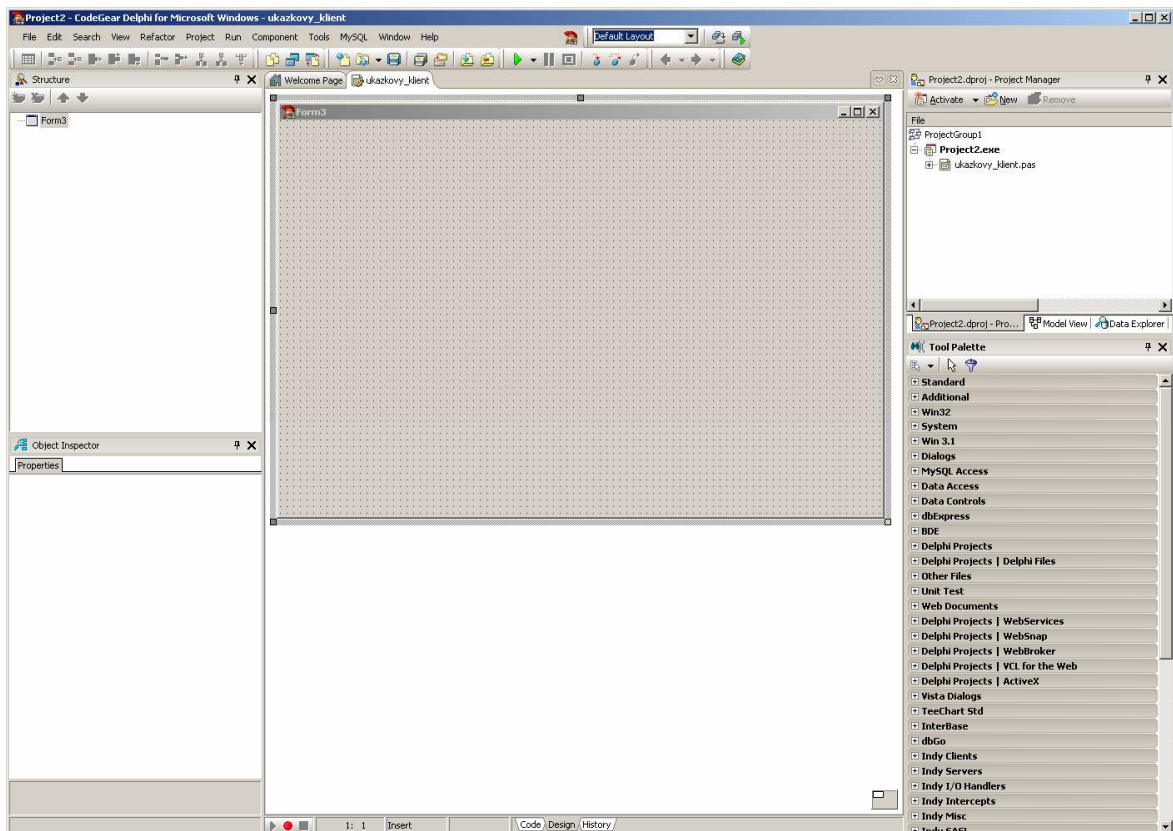 Project2 - CodeGear Delphi for Microsoft Windows - ukazkovy_klient
File Edit Search View Refactor Project Run Component Tools MySQL Window Help
Default Layout
Structure
Form3
Object Inspector
Properties
Welcome Page
ukazkovy_klient
Form3
1: 1 Insert
Code Design History
Project2.dproj - Project Manager
Activate New Remove
File
ProjectGroup1
Project2.exe
ukazkovy_klient.pas
Project2.dproj - Pro... Model View Data Explorer
Tool Palette
Standard
Additional
Win32
System
Win 3.1
Dialogs
MySQL Access
Data Access
Data Controls
dbExpress
BDE
Delphi Projects
Delphi Projects | Delphi Files
Other Files
Unit Test
Web Documents
Delphi Projects | WebServices
Delphi Projects | WebSnap
Delphi Projects | WebBroker
Delphi Projects | VCL for the Web
Delphi Projects | ActiveX
Vista Dialogs
TeeChart Std
InterBase
dbGo
Indy Clients
Indy Servers
Indy I/O Handlers
Indy Intercepts
Indy Misc
Indy SASL